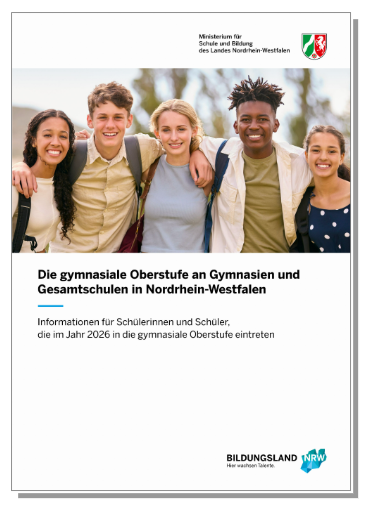 Ministerium für
Schule und Bildung
des Landes Nordrhein-Westfalen
Die gymnasiale Oberstufe an Gymnasien und
Gesamtschulen in Nordrhein-Westfalen
Informationen für Schülerinnen und Schüler,
die im Jahr 2026 in die gymnasiale Oberstufe eintreten
BILDUNGSLAND NRW
Hier wachsen Talente.